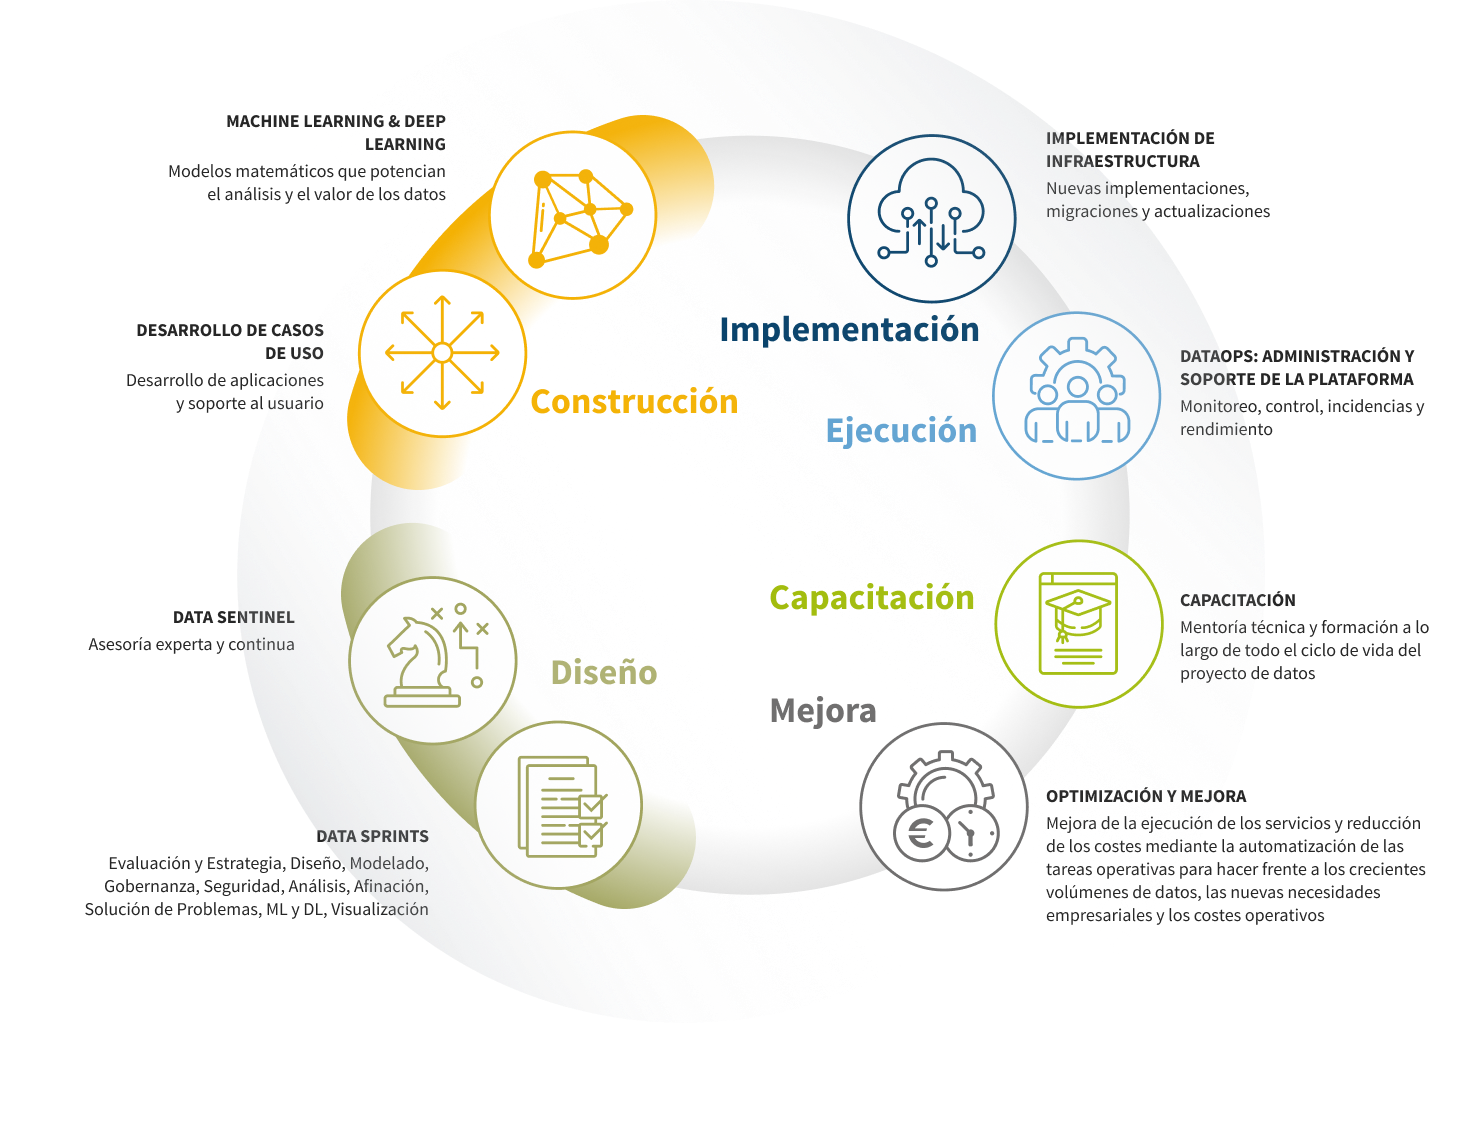 MACHINE LEARNING & DEEP
LEARNING
Modelos matemáticos que potencian
el análisis y el valor de los datos
DESARROLLO DE CASOS
DE USO
Desarrollo de aplicaciones
y soporte al usuario
Construcción
DATA SENTINEL
Asesoría experta y continua
Diseño
DATA SPRINTS
Evaluación y Estrategia, Diseño, Modelado,
Gobernanza, Seguridad, Análisis, Afinación,
Solución de Problemas, ML y DL, Visualización
IMPLEMENTACIÓN DE
INFRAESTRUCTURA
Nuevas implementaciones,
migraciones y actualizaciones
Implementación
DATAOPS: ADMINISTRACIÓN Y
SOPORTE DE LA PLATAFORMA
Monitoreo, control, incidencias y
rendimiento
Ejecución
Capacitación
CAPACITACIÓN
Mentoría técnica y formación a lo
largo de todo el ciclo de vida del
proyecto de datos
Mejora
€
OPTIMIZACIÓN Y MEJORA
Mejora de la ejecución de los servicios y reducción
de los costes mediante la automatización de las
tareas operativas para hacer frente a los crecientes
volúmenes de datos, las nuevas necesidades
empresariales y los costes operativos